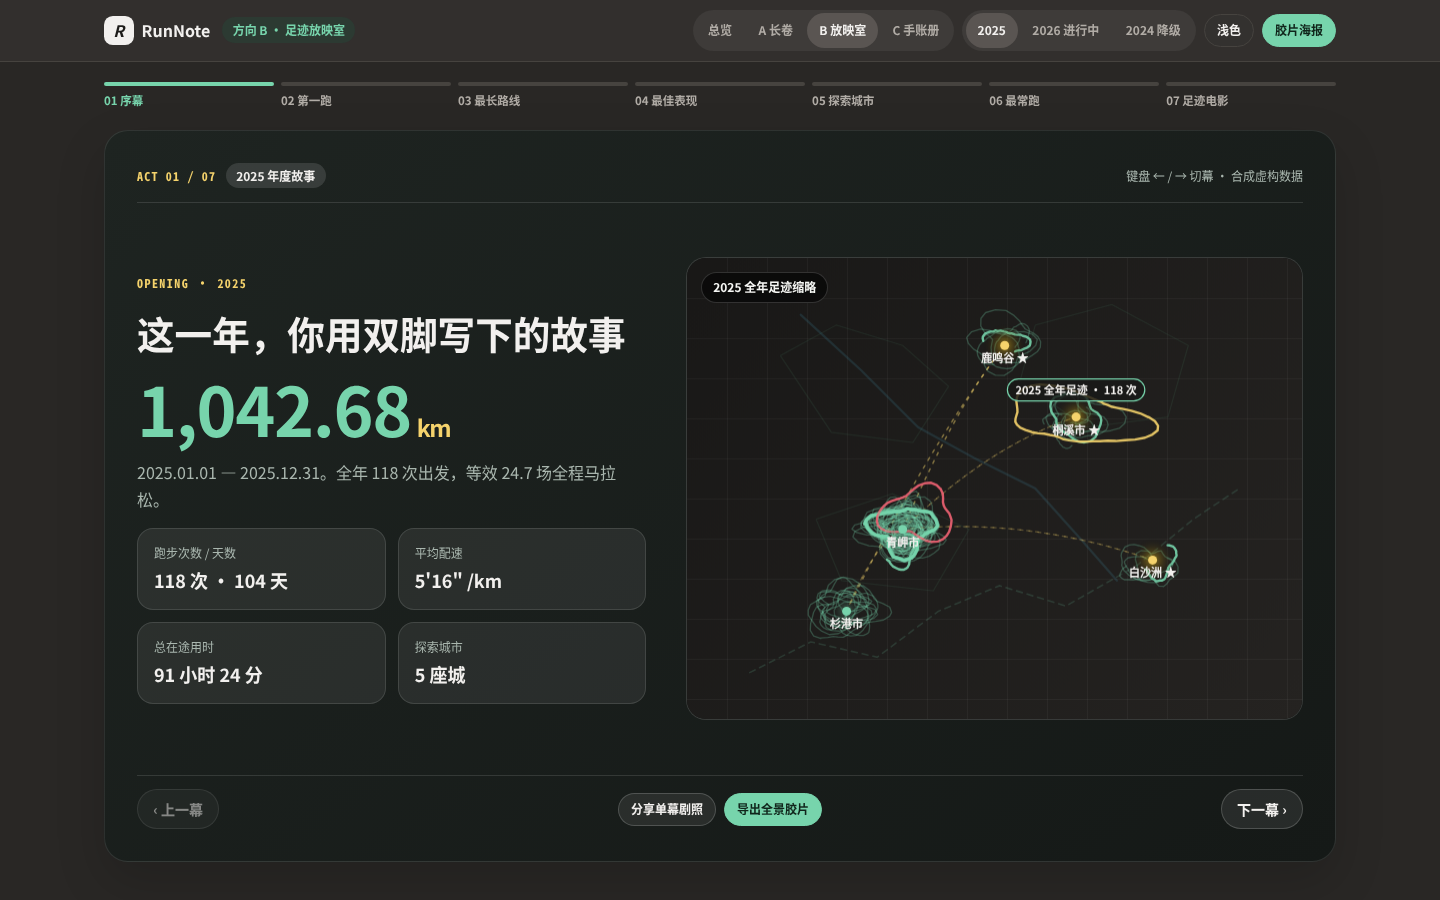 R RunNote 方向 B · 足迹放映室 总览 A 长卷 B 放映室 C 手账册 2025 2026 进行中 2024 降级 浅色 胶片海报
01 序幕 02 第一跑 03 最长路线 04 最佳表现 05 探索城市 06 最常跑 07 足迹电影
ACT 01 / 07 2025 年度故事 键盘 ← / → 切幕 · 合成虚构数据
OPENING · 2025
这一年，你用双脚写下的故事
1,042.68 km
2025.01.01 — 2025.12.31。全年 118 次出发，等效 24.7 场全程马拉
松。
跑步次数 / 天数
118 次 · 104 天
平均配速
5'16" /km
总在途用时
91 小时 24 分
探索城市
5 座城
2025 全年足迹缩略
鹿鸣谷 ★
2025 全年足迹 · 118 次
桐溪市 ★
青岬市
白沙洲 ★
杉港市
‹ 上一幕 分享单幕剧照 导出全景胶片 下一幕 ›